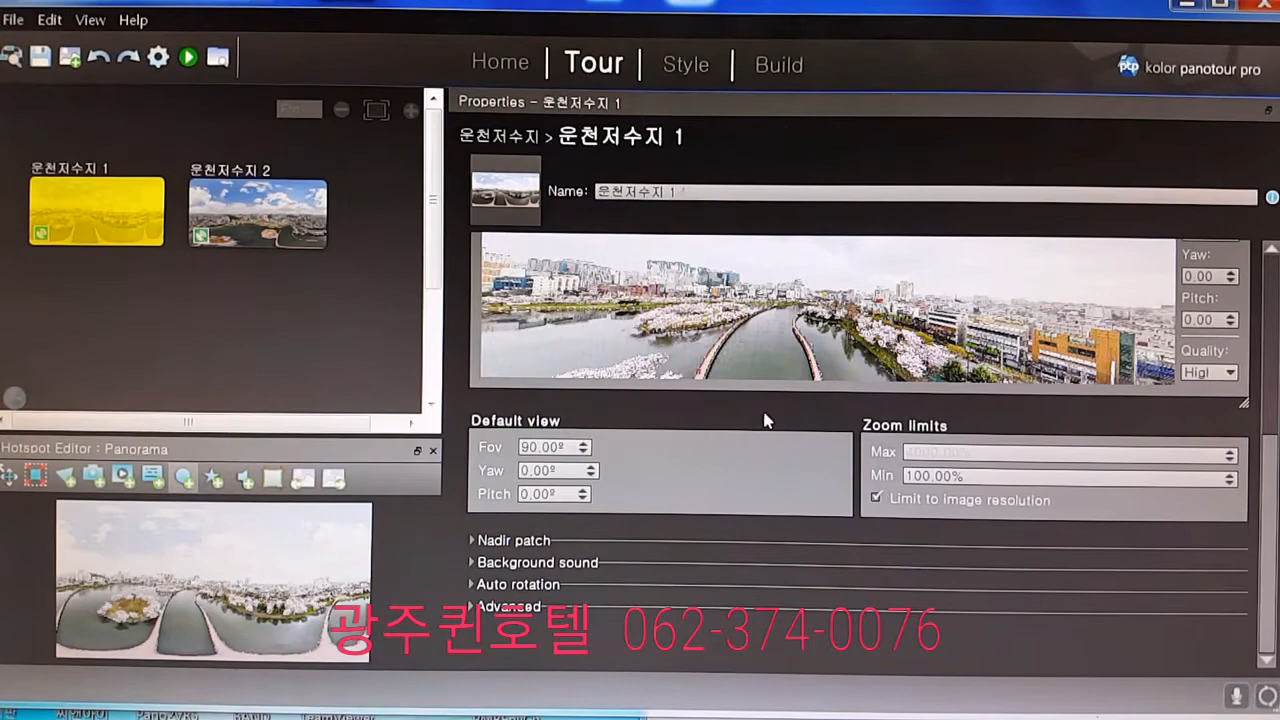 File Edit View Help
Home Tour Style Build
kolor panotour pro
Properties - 운천저수지 1
운천저수지 > 운천저수지 1
운천저수지 1
운천저수지 2
Name: 운천저수지 1
Yaw:
0.00
Pitch:
0.00
Quality:
Higl
Default view
Fov 90.00º
Yaw 0.00º
Pitch 0.00º
Zoom limits
Max
Min 100.00%
Limit to image resolution
Hotspot Editor : Panorama
Nadir patch
Background sound
Auto rotation
Advanced
광주퀸호텔 062-374-0076
TeamViewer